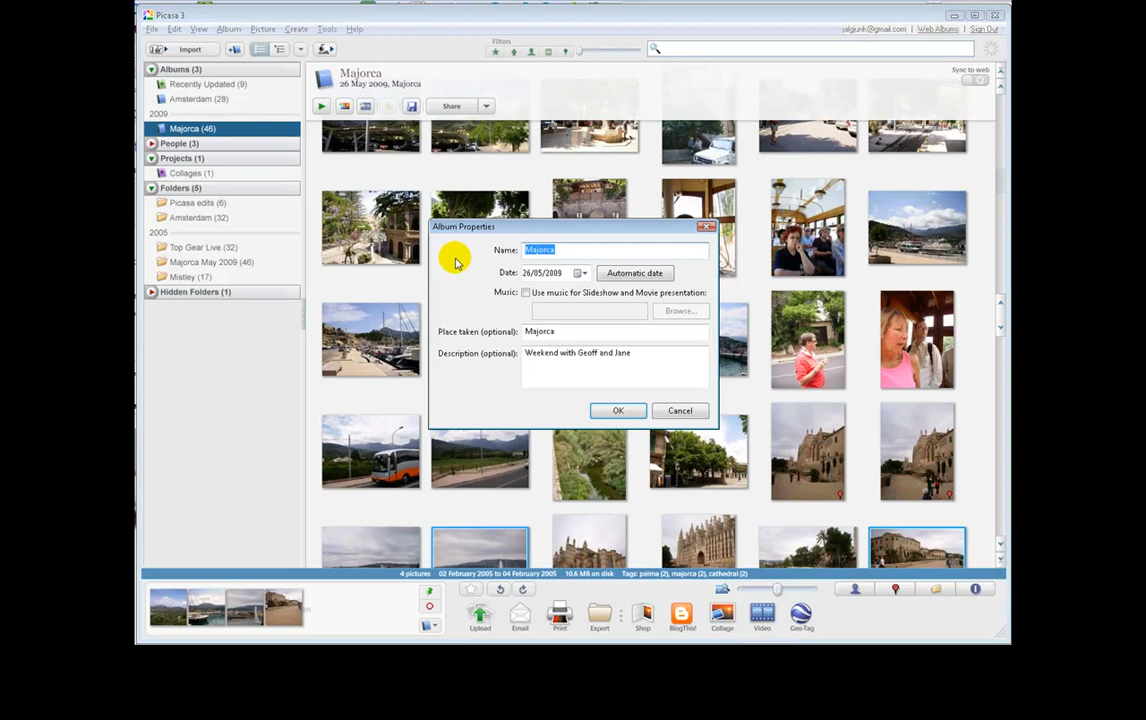 Picasa 3
File Edit View Album Picture Create Tools Help
jalgjunk@gmail.com Web Albums Sign Out
Import
Filters
Albums (3)
Recently Updated (9)
Amsterdam (28)
2009
Majorca (46)
People (3)
Projects (1)
Collages (1)
Folders (5)
Picasa edits (6)
Amsterdam (32)
2005
Top Gear Live (32)
Majorca May 2009 (46)
Mistley (17)
Hidden Folders (1)
Majorca
26 May 2009, Majorca
Sync to web
Share
Album Properties
Name: Majorca
Date: 26/05/2009 Automatic date
Music: Use music for Slideshow and Movie presentation:
Browse...
Place taken (optional): Majorca
Description (optional): Weekend with Geoff and Jane
OK Cancel
4 pictures 02 February 2005 to 04 February 2005 10.6 MB on disk Tags: palma (2), majorca (2), cathedral (2)
Upload Email Print Export Shop BlogThis! Collage Video Geo-Tag